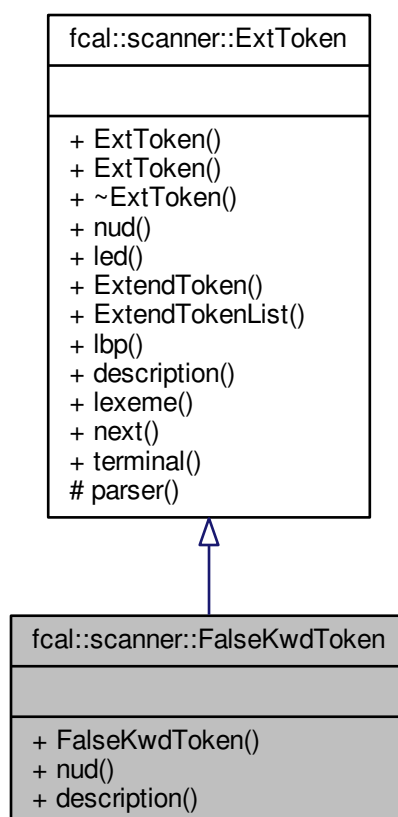 fcal::scanner::ExtToken
+ ExtToken()
+ ExtToken()
+ ~ExtToken()
+ nud()
+ led()
+ ExtendToken()
+ ExtendTokenList()
+ lbp()
+ description()
+ lexeme()
+ next()
+ terminal()
# parser()
fcal::scanner::FalseKwdToken
+ FalseKwdToken()
+ nud()
+ description()